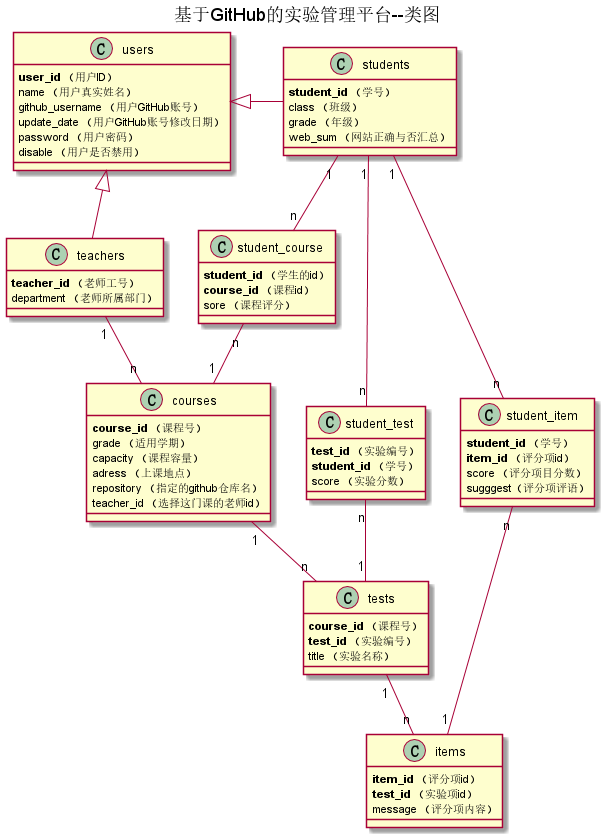 基于GitHub的实验管理平台--类图
C users
user_id （用户ID）
name （用户真实姓名）
github_username （用户GitHub账号）
update_date （用户GitHub账号修改日期）
password （用户密码）
disable （用户是否禁用）
C students
student_id （学号）
class （班级）
grade （年级）
web_sum （网站正确与否汇总）
1
1
1
n
C teachers
teacher_id （老师工号）
department （老师所属部门）
C student_course
student_id （学生的id）
course_id （课程id）
sore （课程评分）
1
n
n
1
C courses
course_id （课程号）
grade （适用学期）
capacity （课程容量）
adress （上课地点）
repository （指定的github仓库名）
teacher_id （选择这门课的老师id）
n
C student_test
test_id （实验编号）
student_id （学号）
score （实验分数）
n
C student_item
student_id （学号）
item_id （评分项id）
score （评分项目分数）
sugggest（评分项评语）
1
n
n
1
n
C tests
course_id （课程号）
test_id （实验编号）
title （实验名称）
1
n
1
C items
item_id （评分项id）
test_id （实验项id）
message （评分项内容）